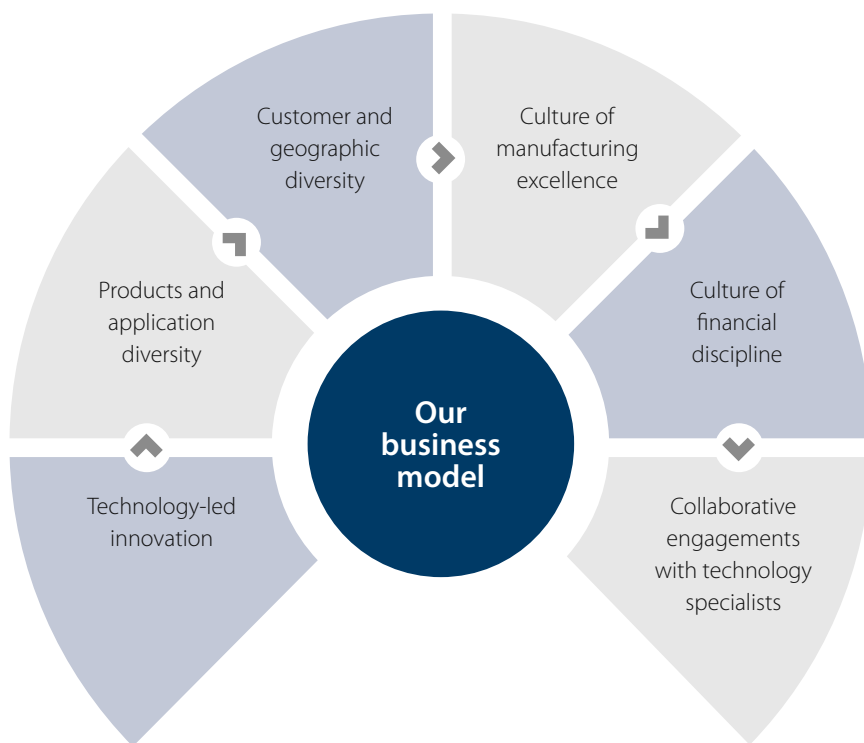 Customer and
geographic
diversity
Culture of
manufacturing
excellence
Products and
application
diversity
Culture of
financial
discipline
Our
business
model
Technology-led
innovation
Collaborative
engagements
with technology
specialists